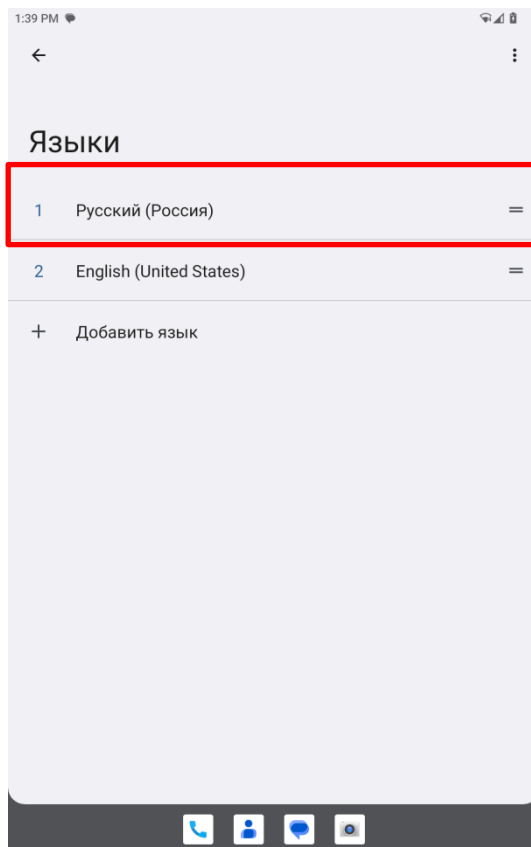 1:39 PM
Языки
1 Русский (Россия)
2 English (United States)
+ Добавить язык